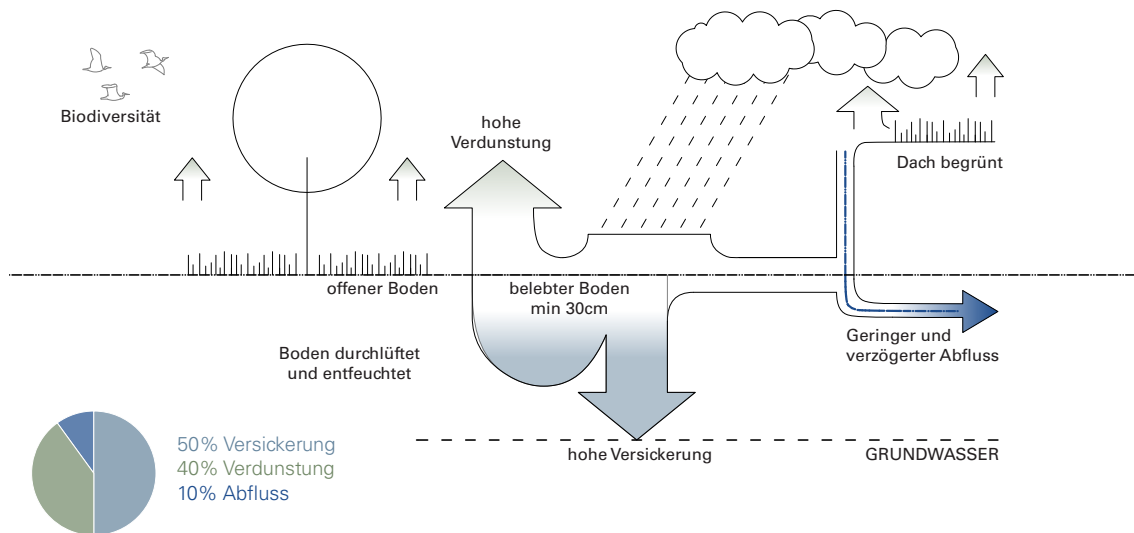 Biodiversität
hohe
Verdunstung
Dach begrünt
offener Boden
belebter Boden
min 30cm
Geringer und
verzögerter Abfluss
Boden durchlüftet
und entfeuchtet
50% Versickerung
40% Verdunstung
10% Abfluss
hohe Versickerung
GRUNDWASSER